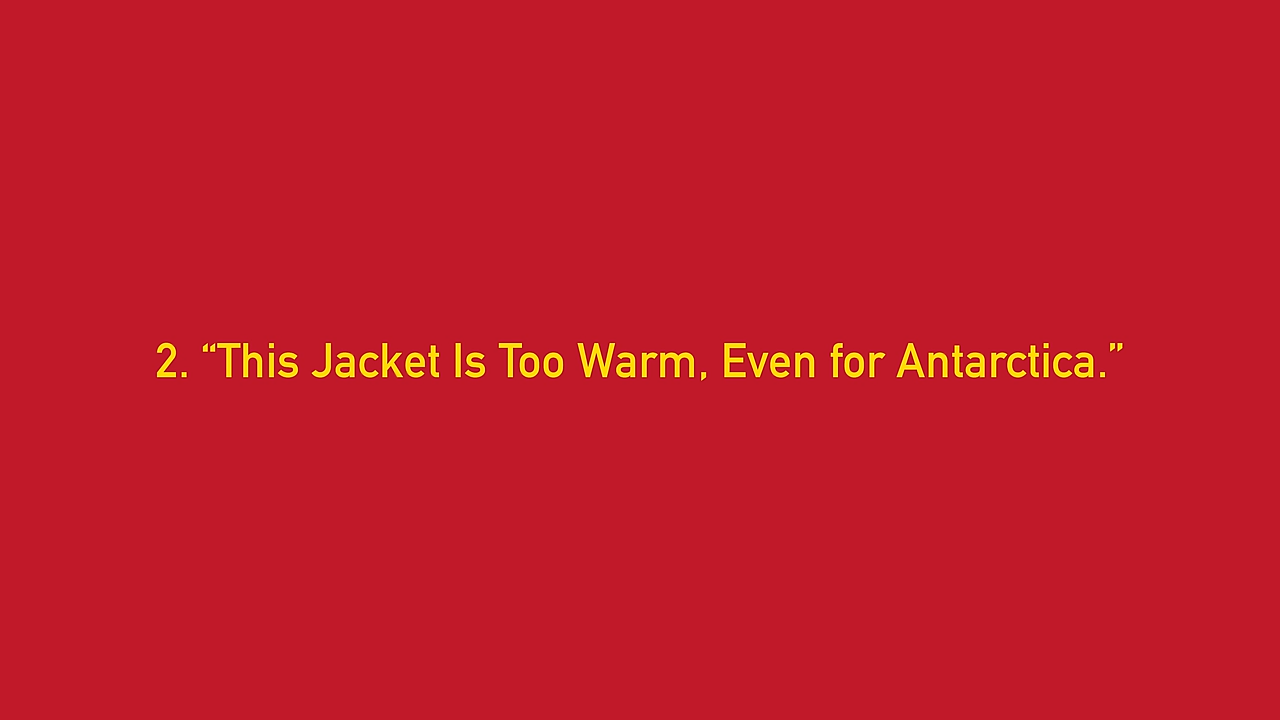 2. “This Jacket Is Too Warm, Even for Antarctica.”